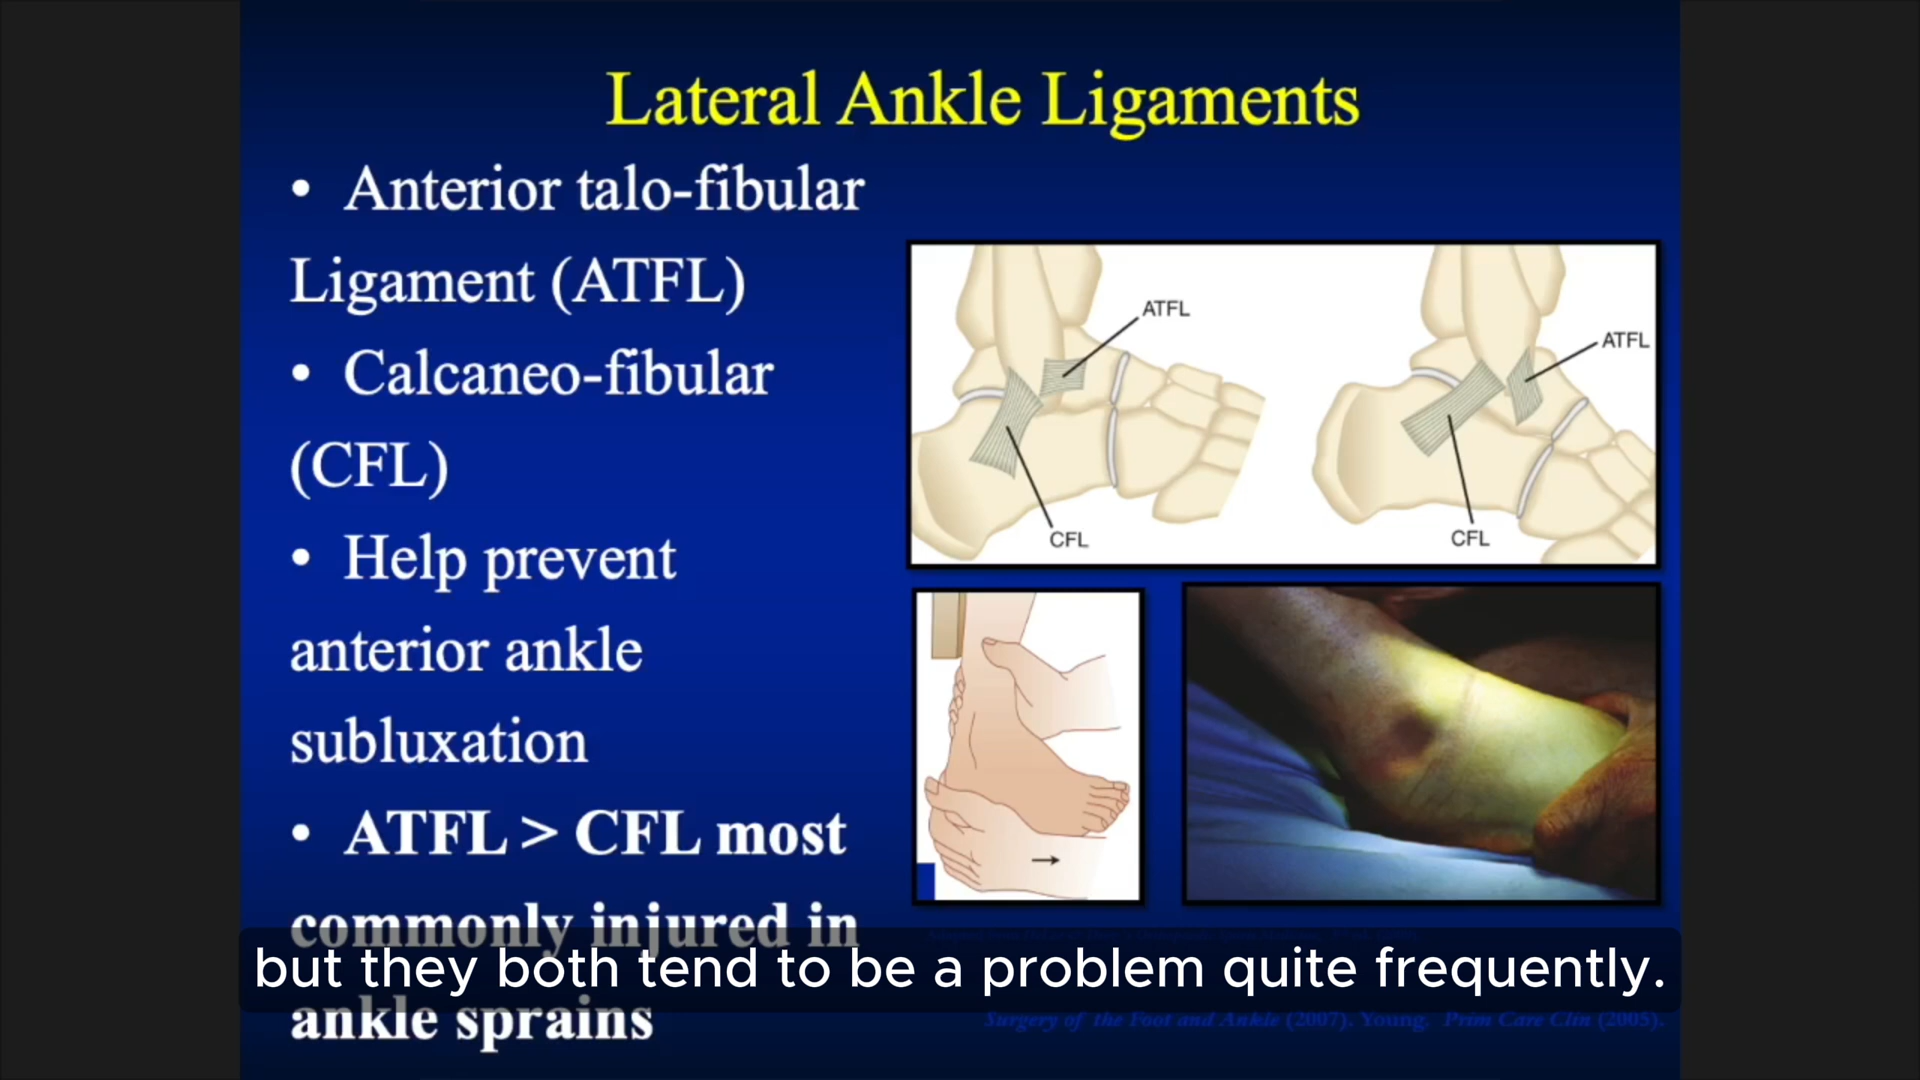 Lateral Ankle Ligaments
• Anterior talo-fibular
Ligament (ATFL)
• Calcaneo-fibular
(CFL)
• Help prevent
anterior ankle
subluxation
• ATFL > CFL most
commonly injured in
ankle sprains
ATFL
CFL
ATFL
CFL
but they both tend to be a problem quite frequently.
Surgery of the Foot and Ankle (2007). Young, Prim Care Clin (2005).